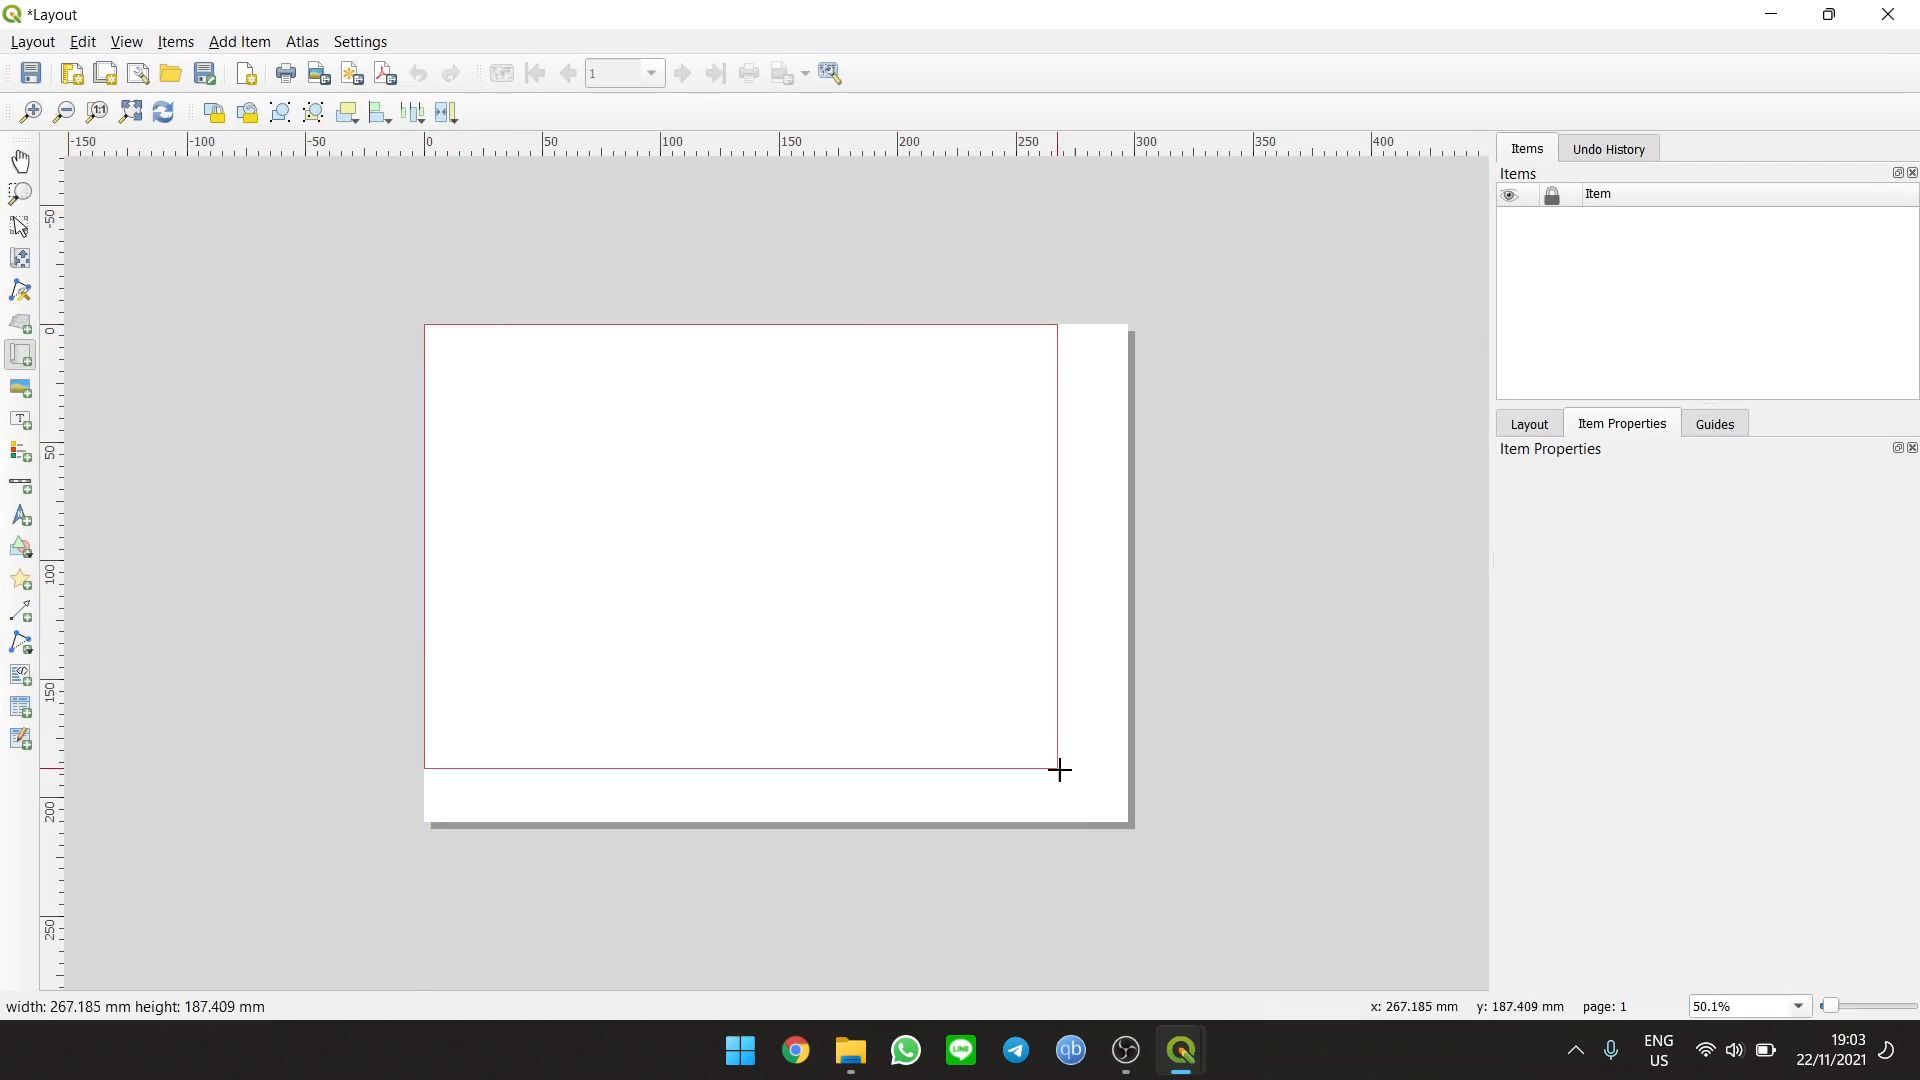 *Layout
Layout Edit View Items Add Item Atlas Settings
1
-150 -100 -50 0 50 100 150 200 250 300 350 400
-50
0
50
100
150
200
250
Items Undo History
Items
Item
Layout Item Properties Guides
Item Properties
width: 267.185 mm height: 187.409 mm
x: 267.185 mm y: 187.409 mm page: 1 50.1%
LINE
qb
ENG
US
19:03
22/11/2021